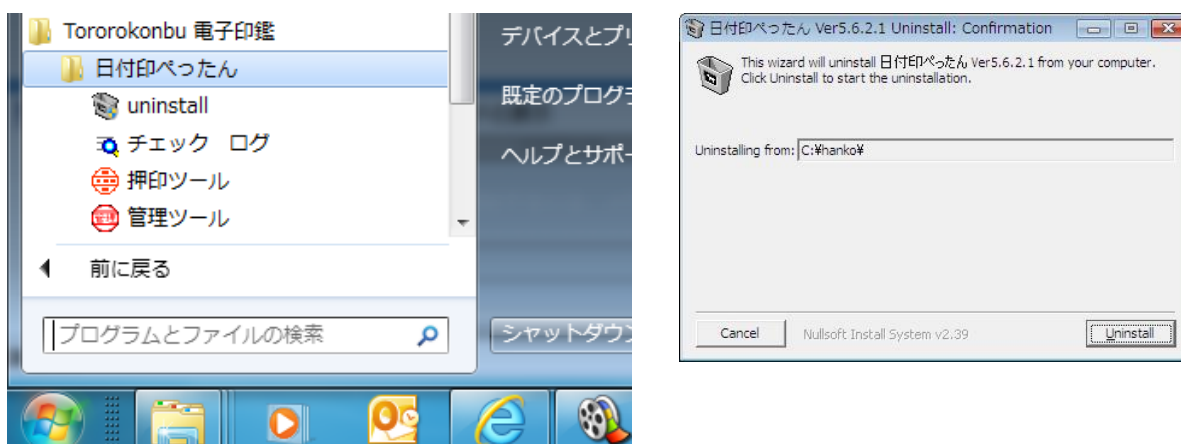 Tororokonbu 電子印鑑
日付印ぺったん
uninstall
チェック ログ
押印ツール
管理ツール
前に戻る
プログラムとファイルの検索
デバイスとプリ
既定のプログラ
ヘルプとサポー
シャットダウン
日付印ぺったん Ver5.6.2.1 Uninstall: Confirmation
This wizard will uninstall 日付印ぺったん Ver5.6.2.1 from your computer.
Click Uninstall to start the uninstallation.
Uninstalling from: C:¥hanko¥
Cancel
Nullsoft Install System v2.39
Uninstall